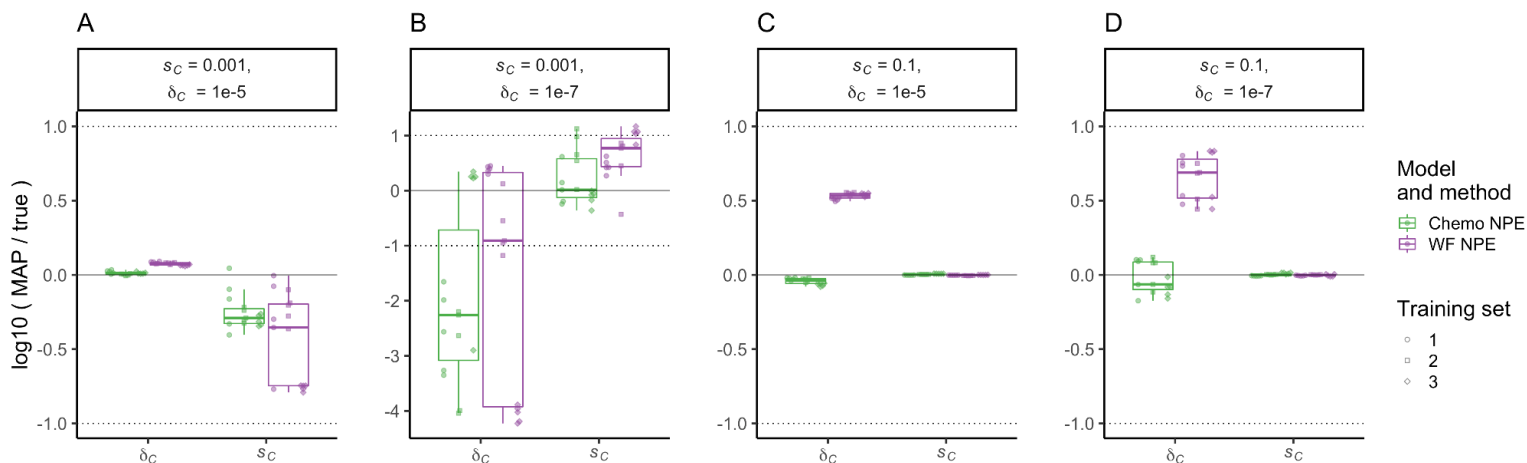 A
B
C
D
s_C = 0.001,
δ_C = 1e-5
s_C = 0.001,
δ_C = 1e-7
s_C = 0.1,
δ_C = 1e-5
s_C = 0.1,
δ_C = 1e-7
log10 ( MAP / true )
1.0
0.5
0.0
-0.5
-1.0
δ_C
s_C
1
0
-1
-2
-3
-4
δ_C
s_C
1.0
0.5
0.0
-0.5
-1.0
δ_C
s_C
1.0
0.5
0.0
-0.5
-1.0
δ_C
s_C
Model
and method
Chemo NPE
WF NPE
Training set
1
2
3